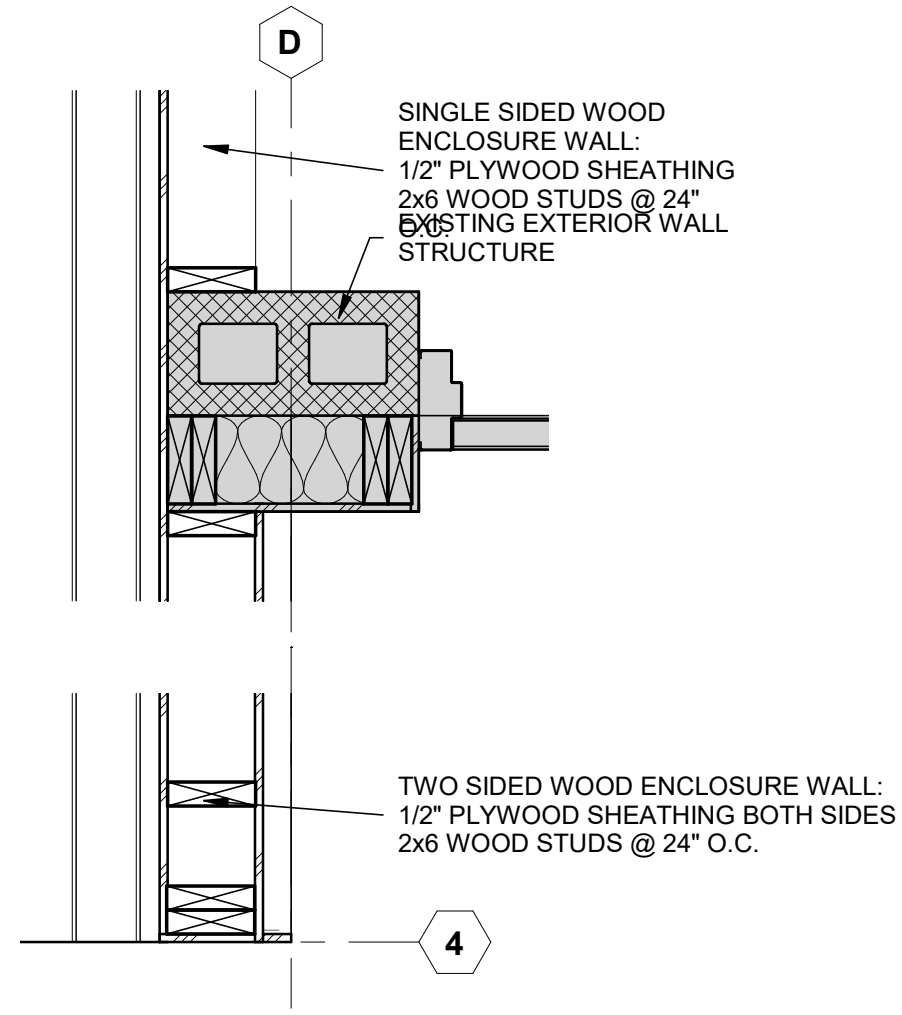 D
SINGLE SIDED WOOD
ENCLOSURE WALL:
1/2" PLYWOOD SHEATHING
2x6 WOOD STUDS @ 24"
O.C.
EXISTING EXTERIOR WALL
STRUCTURE
TWO SIDED WOOD ENCLOSURE WALL:
1/2" PLYWOOD SHEATHING BOTH SIDES
2x6 WOOD STUDS @ 24" O.C.
4